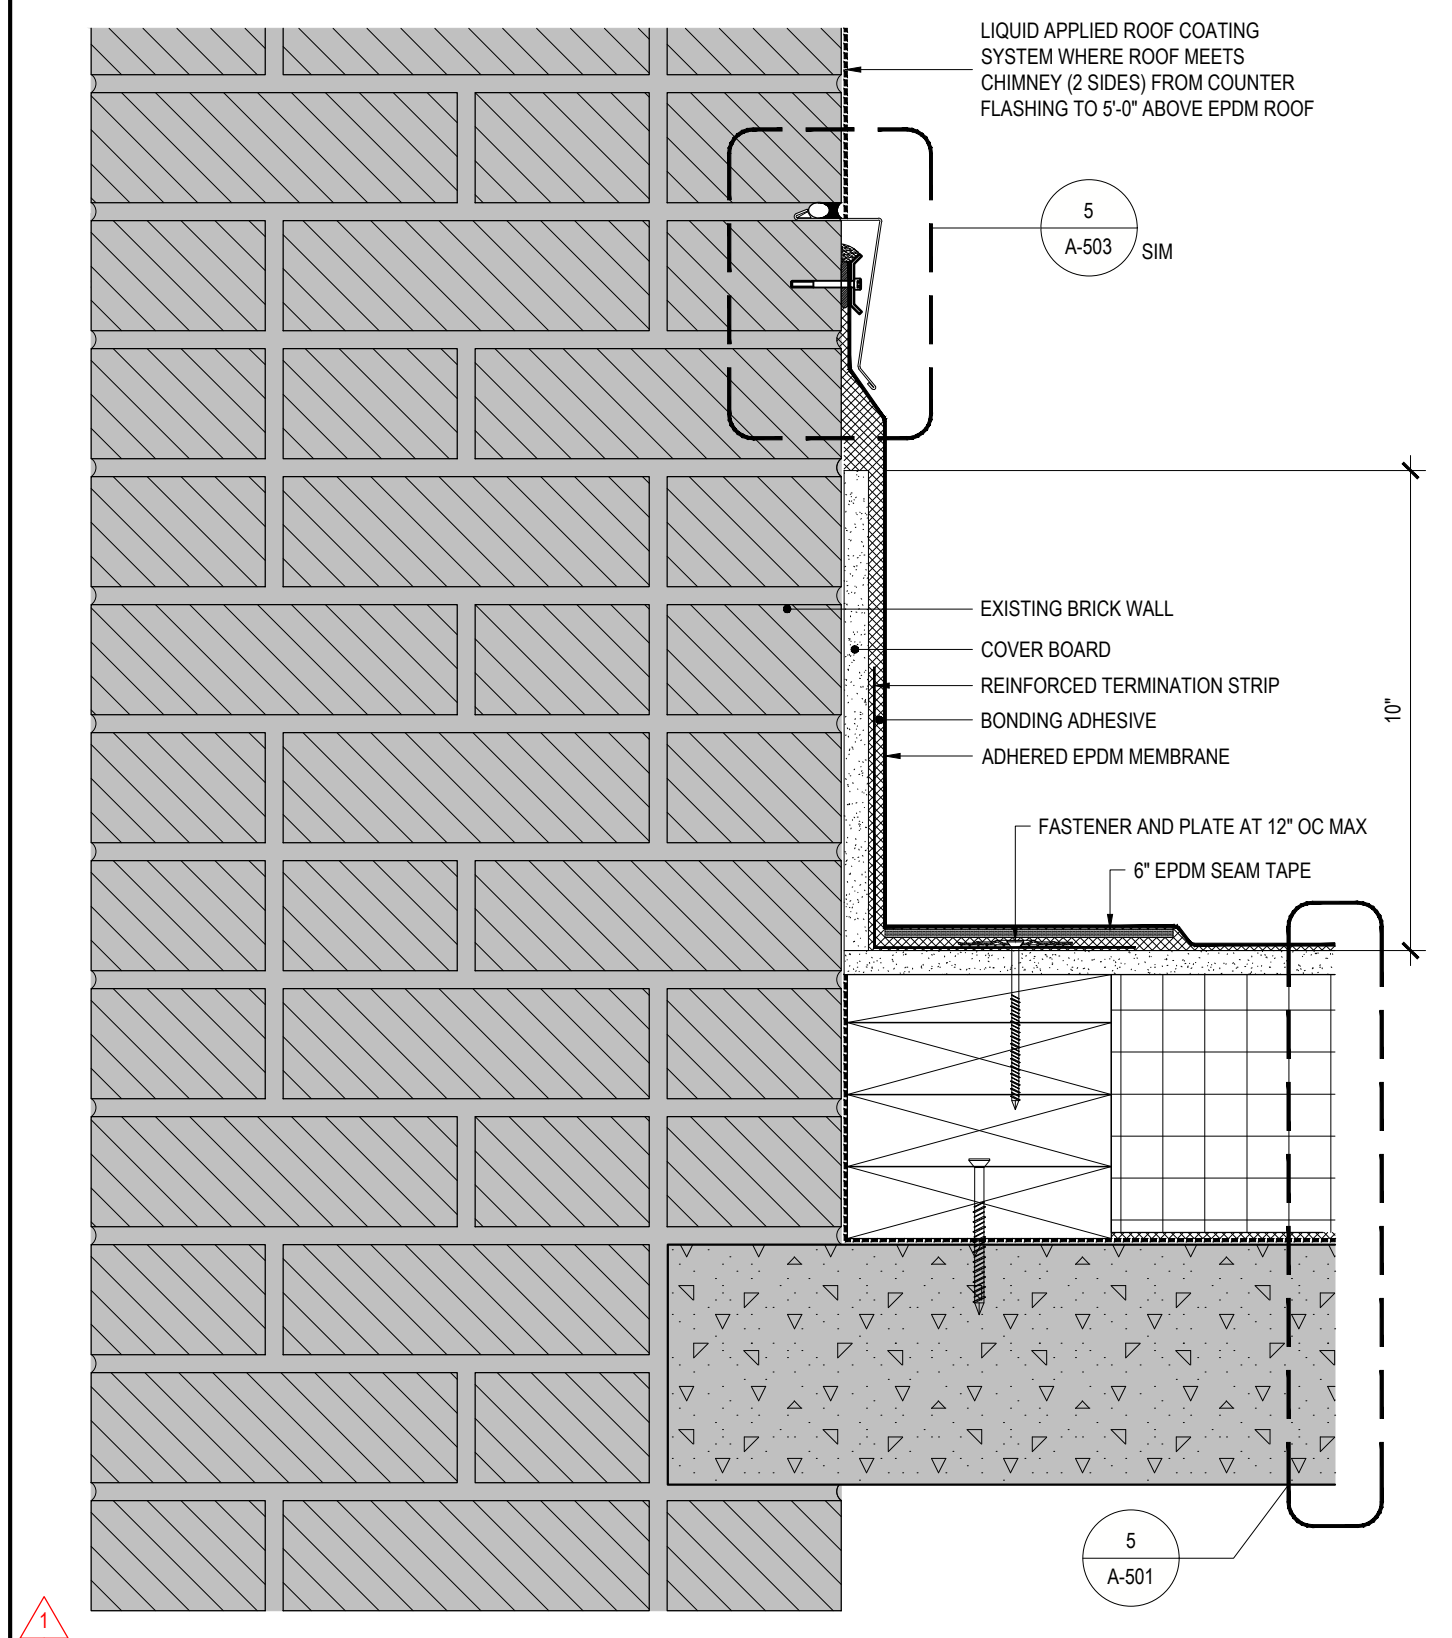 LIQUID APPLIED ROOF COATING
SYSTEM WHERE ROOF MEETS
CHIMNEY (2 SIDES) FROM COUNTER
FLASHING TO 5'-0" ABOVE EPDM ROOF
5
A-503
SIM
EXISTING BRICK WALL
COVER BOARD
REINFORCED TERMINATION STRIP
BONDING ADHESIVE
ADHERED EPDM MEMBRANE
10"
FASTENER AND PLATE AT 12" OC MAX
6" EPDM SEAM TAPE
5
A-501
1